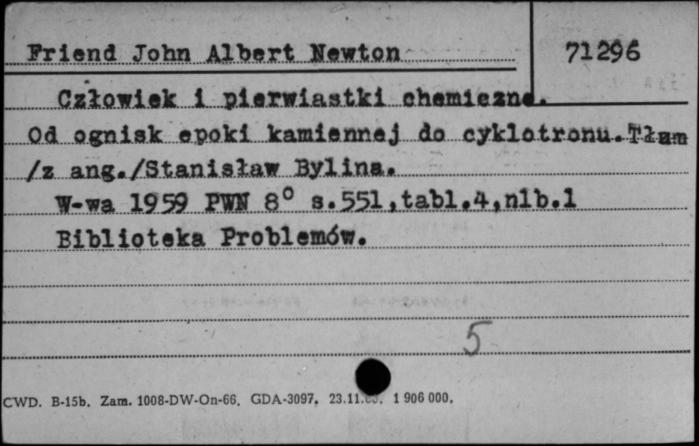 Friend John Albert Newton 71296
Człowiek i pierwiastki chemiczne.
Od ognisk epoki kamiennej do cyklotronu.Tłum
/z ang./Stanisław Bylina.
W-wa 1959 PWN 8° s.551,tabl.4,nlb.1
Biblioteka Problemów.
5
CWD. B-15b. Zam. 1008-DW-On-66. GDA-3097. 23.11. 1 906 000.